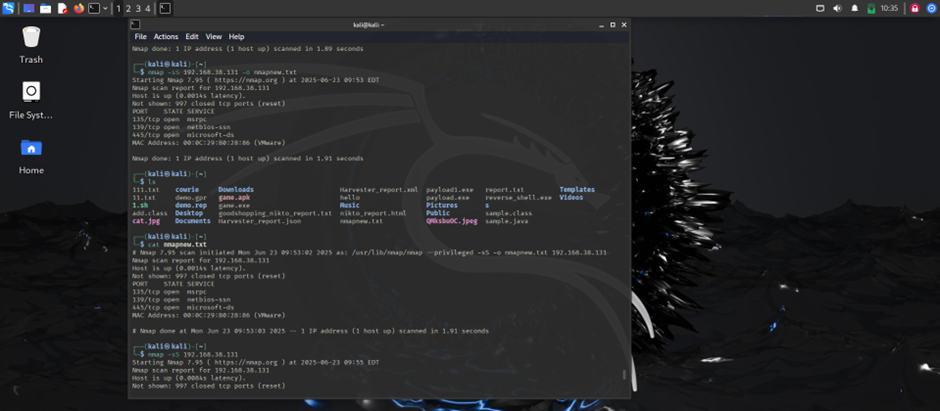 1 2 3 4
10:35
Trash
File Syst...
Home
kali@kali: ~
File Actions Edit View Help
Nmap done: 1 IP address (1 host up) scanned in 1.89 seconds
(kali㉿kali)-[~]
$ nmap -sS 192.168.38.131 -o nmapnew.txt
Starting Nmap 7.95 ( https://nmap.org ) at 2025-06-23 09:53 EDT
Nmap scan report for 192.168.38.131
Host is up (0.0014s latency).
Not shown: 997 closed tcp ports (reset)
PORT STATE SERVICE
135/tcp open msrpc
139/tcp open netbios-ssn
445/tcp open microsoft-ds
MAC Address: 00:0C:29:B0:28:86 (VMware)
Nmap done: 1 IP address (1 host up) scanned in 1.91 seconds
(kali㉿kali)-[~]
$ ls
111.txt cowrie Downloads Harvester_report.xml payload1.exe report.txt Templates
11.txt demo.gpr game.apk hello payload.exe reverse_shell.exe Videos
1.sh demo.rep game.exe Music Pictures s
add.class Desktop goodshopping_nikto_report.txt nikto_report.html Public sample.class
cat.jpg Documents Harvester_report.json nmapnew.txt QMksbuOC.jpeg sample.java
(kali㉿kali)-[~]
$ cat nmapnew.txt
# Nmap 7.95 scan initiated Mon Jun 23 09:53:02 2025 as: /usr/lib/nmap/nmap --privileged -sS -o nmapnew.txt 192.168.38.131
Nmap scan report for 192.168.38.131
Host is up (0.0014s latency).
Not shown: 997 closed tcp ports (reset)
PORT STATE SERVICE
135/tcp open msrpc
139/tcp open netbios-ssn
445/tcp open microsoft-ds
MAC Address: 00:0C:29:B0:28:86 (VMware)
# Nmap done at Mon Jun 23 09:53:03 2025 -- 1 IP address (1 host up) scanned in 1.91 seconds
(kali㉿kali)-[~]
$ nmap -sS 192.168.38.131
Starting Nmap 7.95 ( https://nmap.org ) at 2025-06-23 09:55 EDT
Nmap scan report for 192.168.38.131
Host is up (0.0084s latency).
Not shown: 997 closed tcp ports (reset)